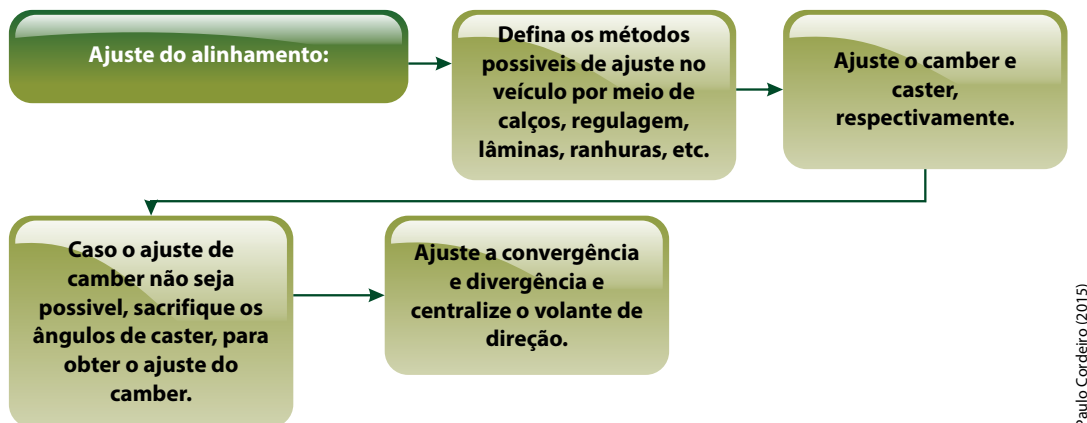 Ajuste do alinhamento:
Defina os métodos
possiveis de ajuste no
veículo por meio de
calços, regulagem,
lâminas, ranhuras, etc.
Ajuste o camber e
caster,
respectivamente.
Caso o ajuste de
camber não seja
possivel, sacrifique os
ângulos de caster, para
obter o ajuste do
camber.
Ajuste a convergência
e divergência e
centralize o volante de
direção.
Paulo Cordeiro (2015)